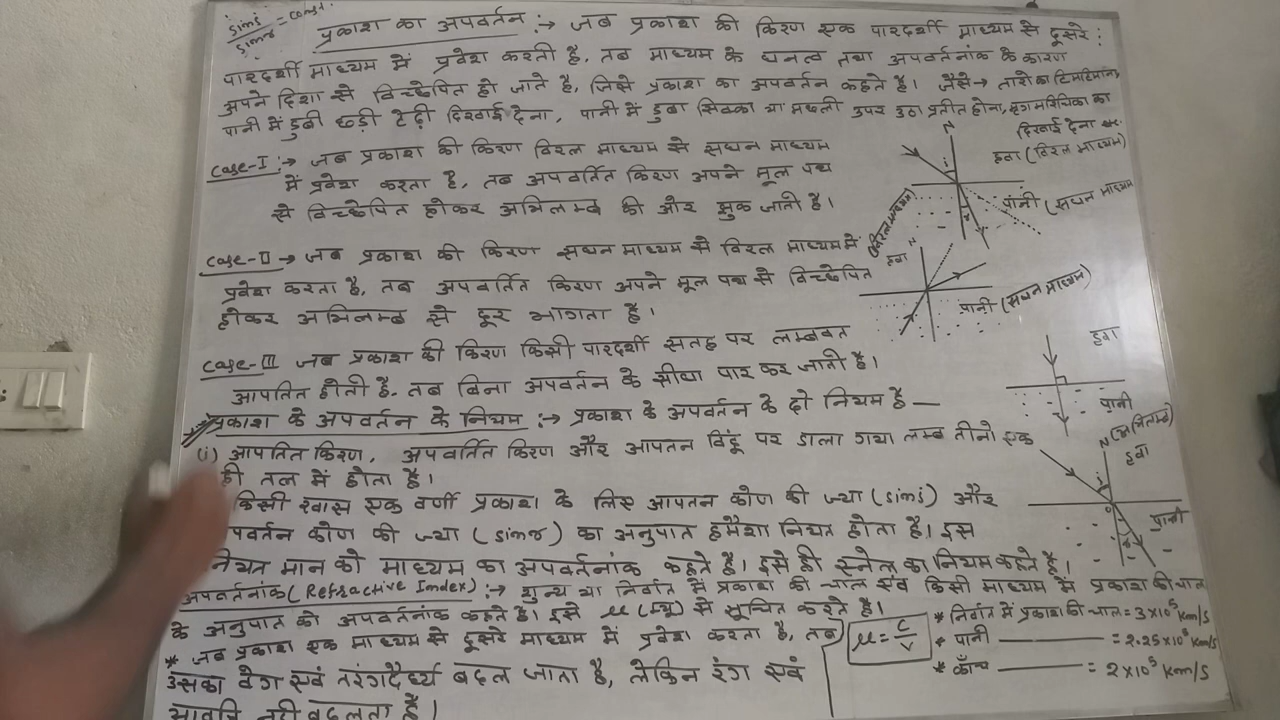 sini/sinr = const.
प्रकाश का अपवर्तन :→ जब प्रकाश की किरण एक पारदर्शी माध्यम से दूसरे
पारदर्शी माध्यम में प्रवेश करती है, तब माध्यम के घनत्व तथा अपवर्तनांक के कारण
अपने दिशा से विच्छेपित हो जाते है, जिसे प्रकाश का अपवर्तन कहते है। जैसे→ तारो का टिमटिमाना,
पानी में डुबी छड़ी टेढ़ी दिखाई देना, पानी में डुबा सिक्का या मछली उपर उठा प्रतीत होना, मृगमरिचिका का
दिखाई देना
Case-I :→ जब प्रकाश की किरण विरल माध्यम से सघन माध्यम
में प्रवेश करता है, तब अपवर्तित किरण अपने मूल पथ
से विच्छेपित होकर अभिलम्ब की ओर झुक जाती है।
N
हवा (विरल माध्यम)
पानी (सघन माध्यम
r
Case-II → जब प्रकाश की किरण सघन माध्यम से विरल माध्यम में
प्रवेश करता है, तब अपवर्तित किरण अपने मूल पथ से विच्छेपित
होकर अभिलम्ब से दूर भागता है।
(विरल माध्यम)
हवा
N
पानी (सघन माध्यम)
Case-III जब प्रकाश की किरण किसी पारदर्शी सतह पर लम्बवत
आपतित होती है, तब बिना अपवर्तन के सीधा पार कर जाती है।
हवा
पानी
प्रकाश के अपवर्तन के नियम :→ प्रकाश के अपवर्तन के दो नियम है —
(i) आपतित किरण, अपवर्तित किरण और आपतन विंदु पर डाला गया लम्ब तीनो एक
ही तल में होता है।
किसी खास एक वर्णी प्रकाश के लिए आपतन कोण की ज्या (sini) और
पवर्तन कोण की ज्या (sinr) का अनुपात हमेशा नियत होता है। इस
नियत मान को माध्यम का अपवर्तनांक कहते है। इसे ही स्नेल का नियम कहते है।
N (अभिलम्ब)
हवा
i
पानी
r
अपवर्तनांक (Refractive Index) :→ शुन्य या निर्वात में प्रकाश की चाल एवं किसी माध्यम में प्रकाश की चाल
के अनुपात को अपवर्तनांक कहते है। इसे μ (म्यू) से सूचित करते है।
* जब प्रकाश एक माध्यम से दूसरे माध्यम में प्रवेश करता है, तब
उसका वेग एवं तरंगदैर्ध्य बदल जाता है, लेकिन रंग एवं
आवृति नही बदलता है।
μ = c/v
* निर्वात में प्रकाश की चाल = 3×10⁵ km/s
* पानी ——— = 2.25×10⁵ km/s
* काँच ——— = 2×10⁵ km/s